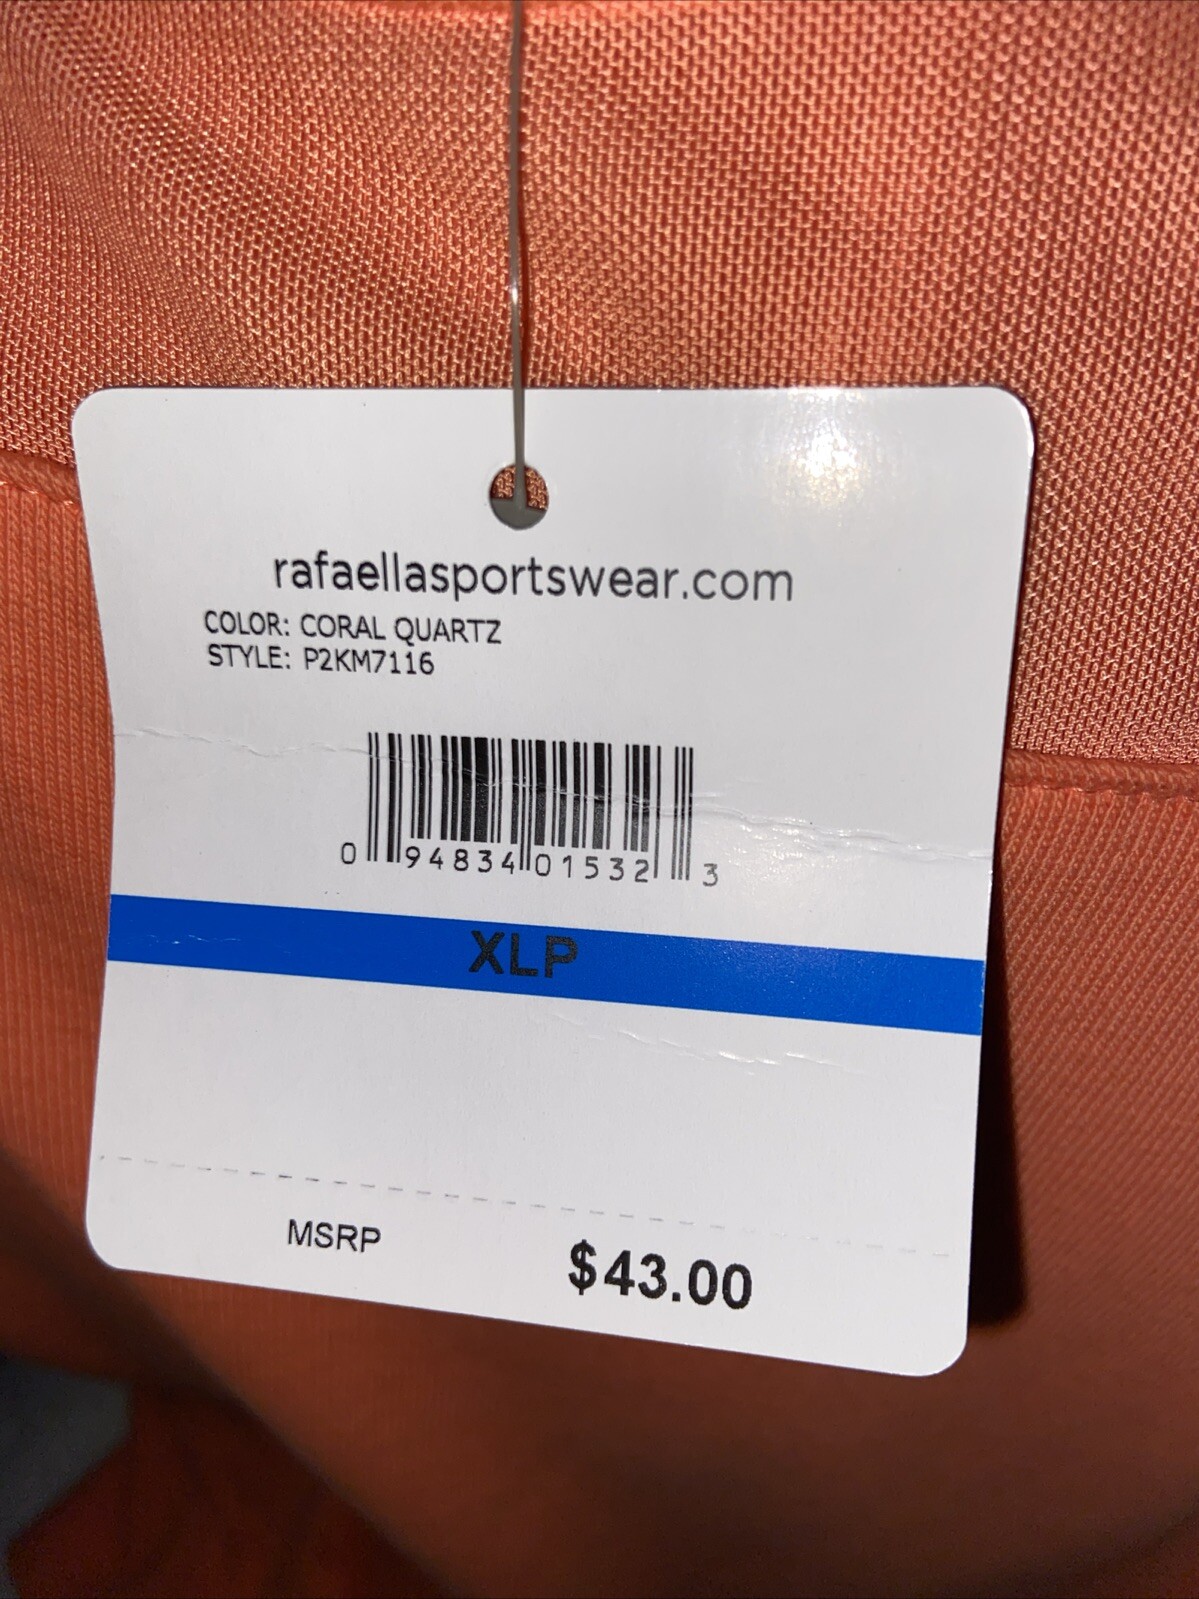 rafaellasportswear.com
COLOR: CORAL QUARTZ
STYLE: P2KM7116
0 94834 01532 3
XLP
MSRP $43.00